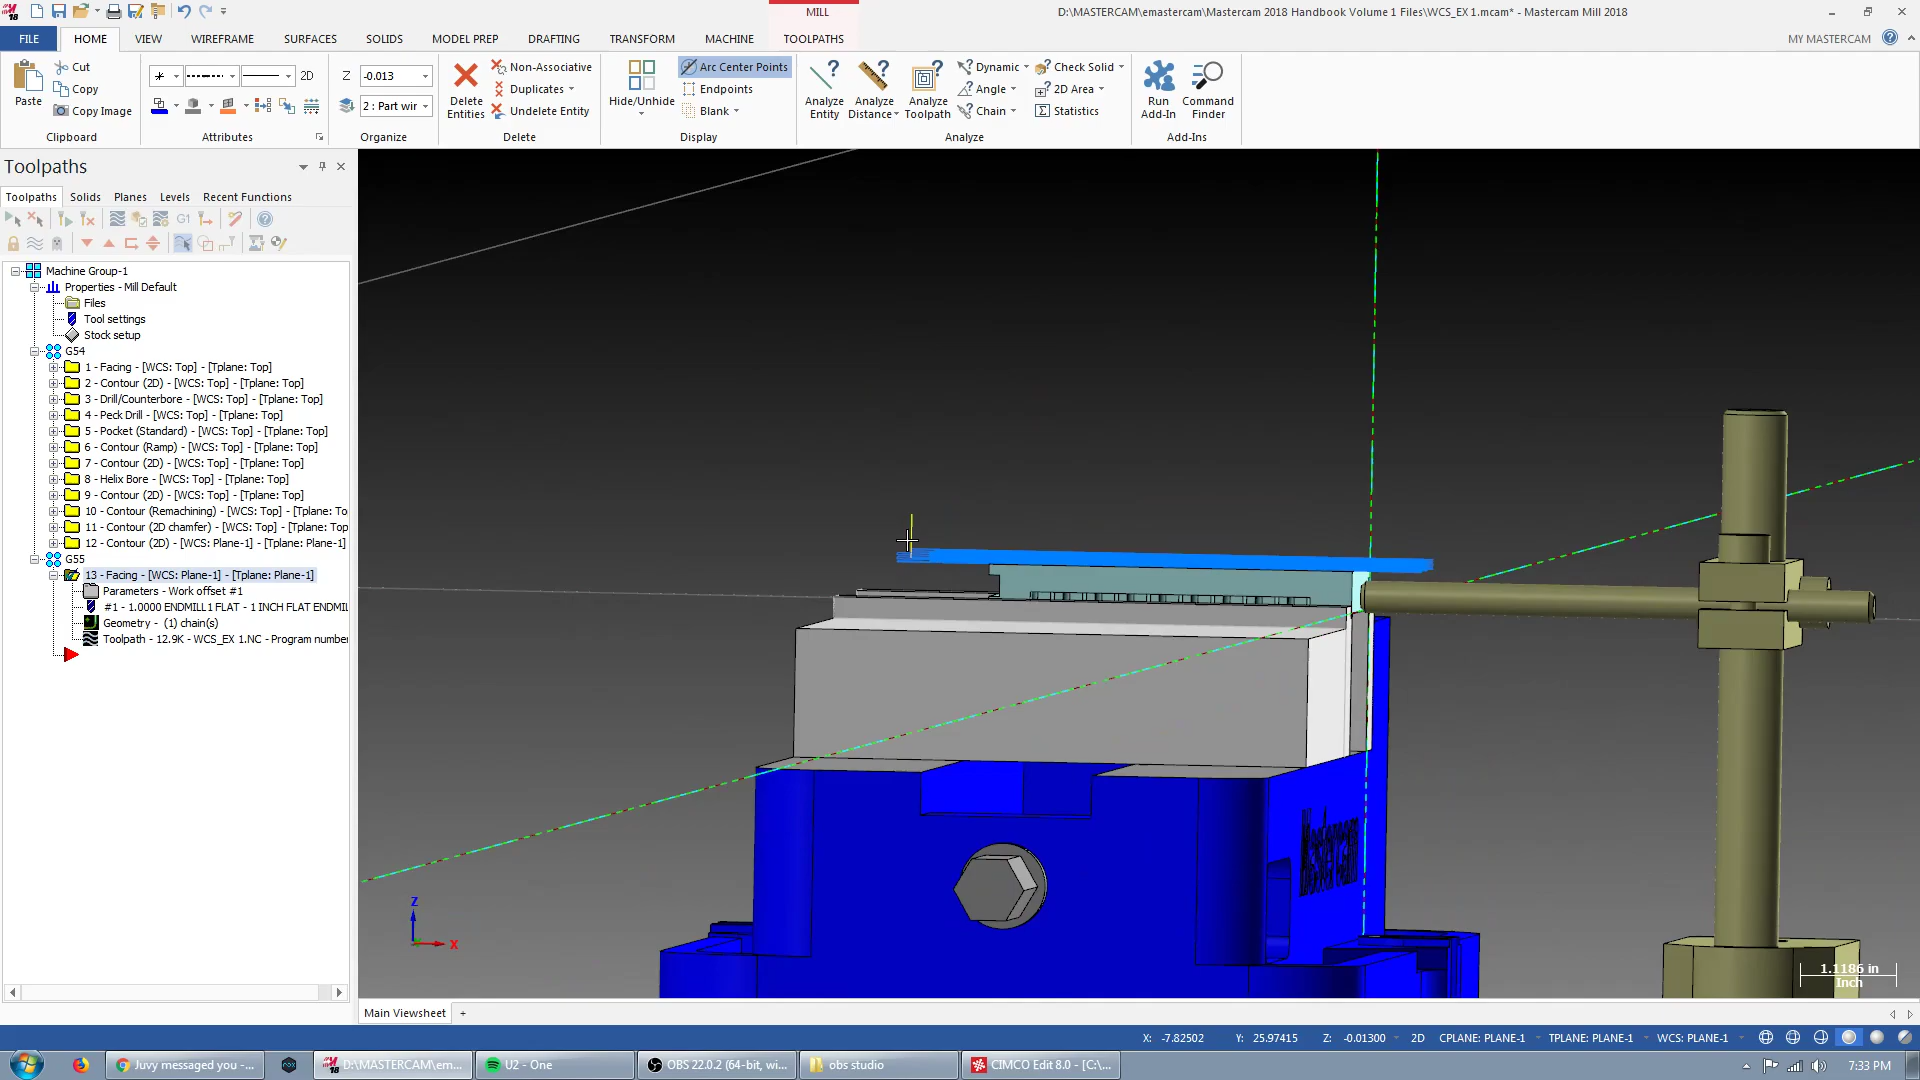 MILL
D:\MASTERCAM\emastercam\Mastercam 2018 Handbook Volume 1 Files\WCS_EX 1.mcam* - Mastercam Mill 2018
FILE HOME VIEW WIREFRAME SURFACES SOLIDS MODEL PREP DRAFTING TRANSFORM MACHINE TOOLPATHS MY MASTERCAM
Paste Cut Copy Copy Image
Clipboard
2D
Attributes
Z -0.013
2 : Part wir
Organize
Delete Entities
Non-Associative
Duplicates
Undelete Entity
Delete
Hide/Unhide
Arc Center Points
Endpoints
Blank
Display
Analyze Entity
Analyze Distance
Analyze Toolpath
Dynamic
Angle
Chain
Check Solid
2D Area
Statistics
Analyze
Run Add-In
Command Finder
Add-Ins
Toolpaths
Toolpaths Solids Planes Levels Recent Functions
G1
Machine Group-1
Properties - Mill Default
Files
Tool settings
Stock setup
G54
1 - Facing - [WCS: Top] - [Tplane: Top]
2 - Contour (2D) - [WCS: Top] - [Tplane: Top]
3 - Drill/Counterbore - [WCS: Top] - [Tplane: Top]
4 - Peck Drill - [WCS: Top] - [Tplane: Top]
5 - Pocket (Standard) - [WCS: Top] - [Tplane: Top]
6 - Contour (Ramp) - [WCS: Top] - [Tplane: Top]
7 - Contour (2D) - [WCS: Top] - [Tplane: Top]
8 - Helix Bore - [WCS: Top] - [Tplane: Top]
9 - Contour (2D) - [WCS: Top] - [Tplane: Top]
10 - Contour (Remachining) - [WCS: Top] - [Tplane: To
11 - Contour (2D chamfer) - [WCS: Top] - [Tplane: Top
12 - Contour (2D) - [WCS: Plane-1] - [Tplane: Plane-1]
G55
13 - Facing - [WCS: Plane-1] - [Tplane: Plane-1]
Parameters - Work offset #1
#1 - 1.0000 ENDMILL1 FLAT - 1 INCH FLAT ENDMIL
Geometry - (1) chain(s)
Toolpath - 12.9K - WCS_EX 1.NC - Program number
Mastercam
Z
X
1.1186 in
Inch
Main Viewsheet +
X: -7.82502 Y: 25.97415 Z: -0.01300 2D CPLANE: PLANE-1 TPLANE: PLANE-1 WCS: PLANE-1
Juvy messaged you -... D:\MASTERCAM\em... U2 - One OBS 22.0.2 (64-bit, wi... obs studio CIMCO Edit 8.0 - [C:\... 7:33 PM